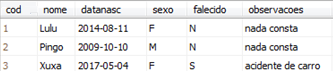 cod nome datanasc sexo falecido observacoes
1 Lulu 2014-08-11 F N nada consta
2 Pingo 2009-10-10 M N nada consta
3 Xuxa 2017-05-04 F S acidente de carro